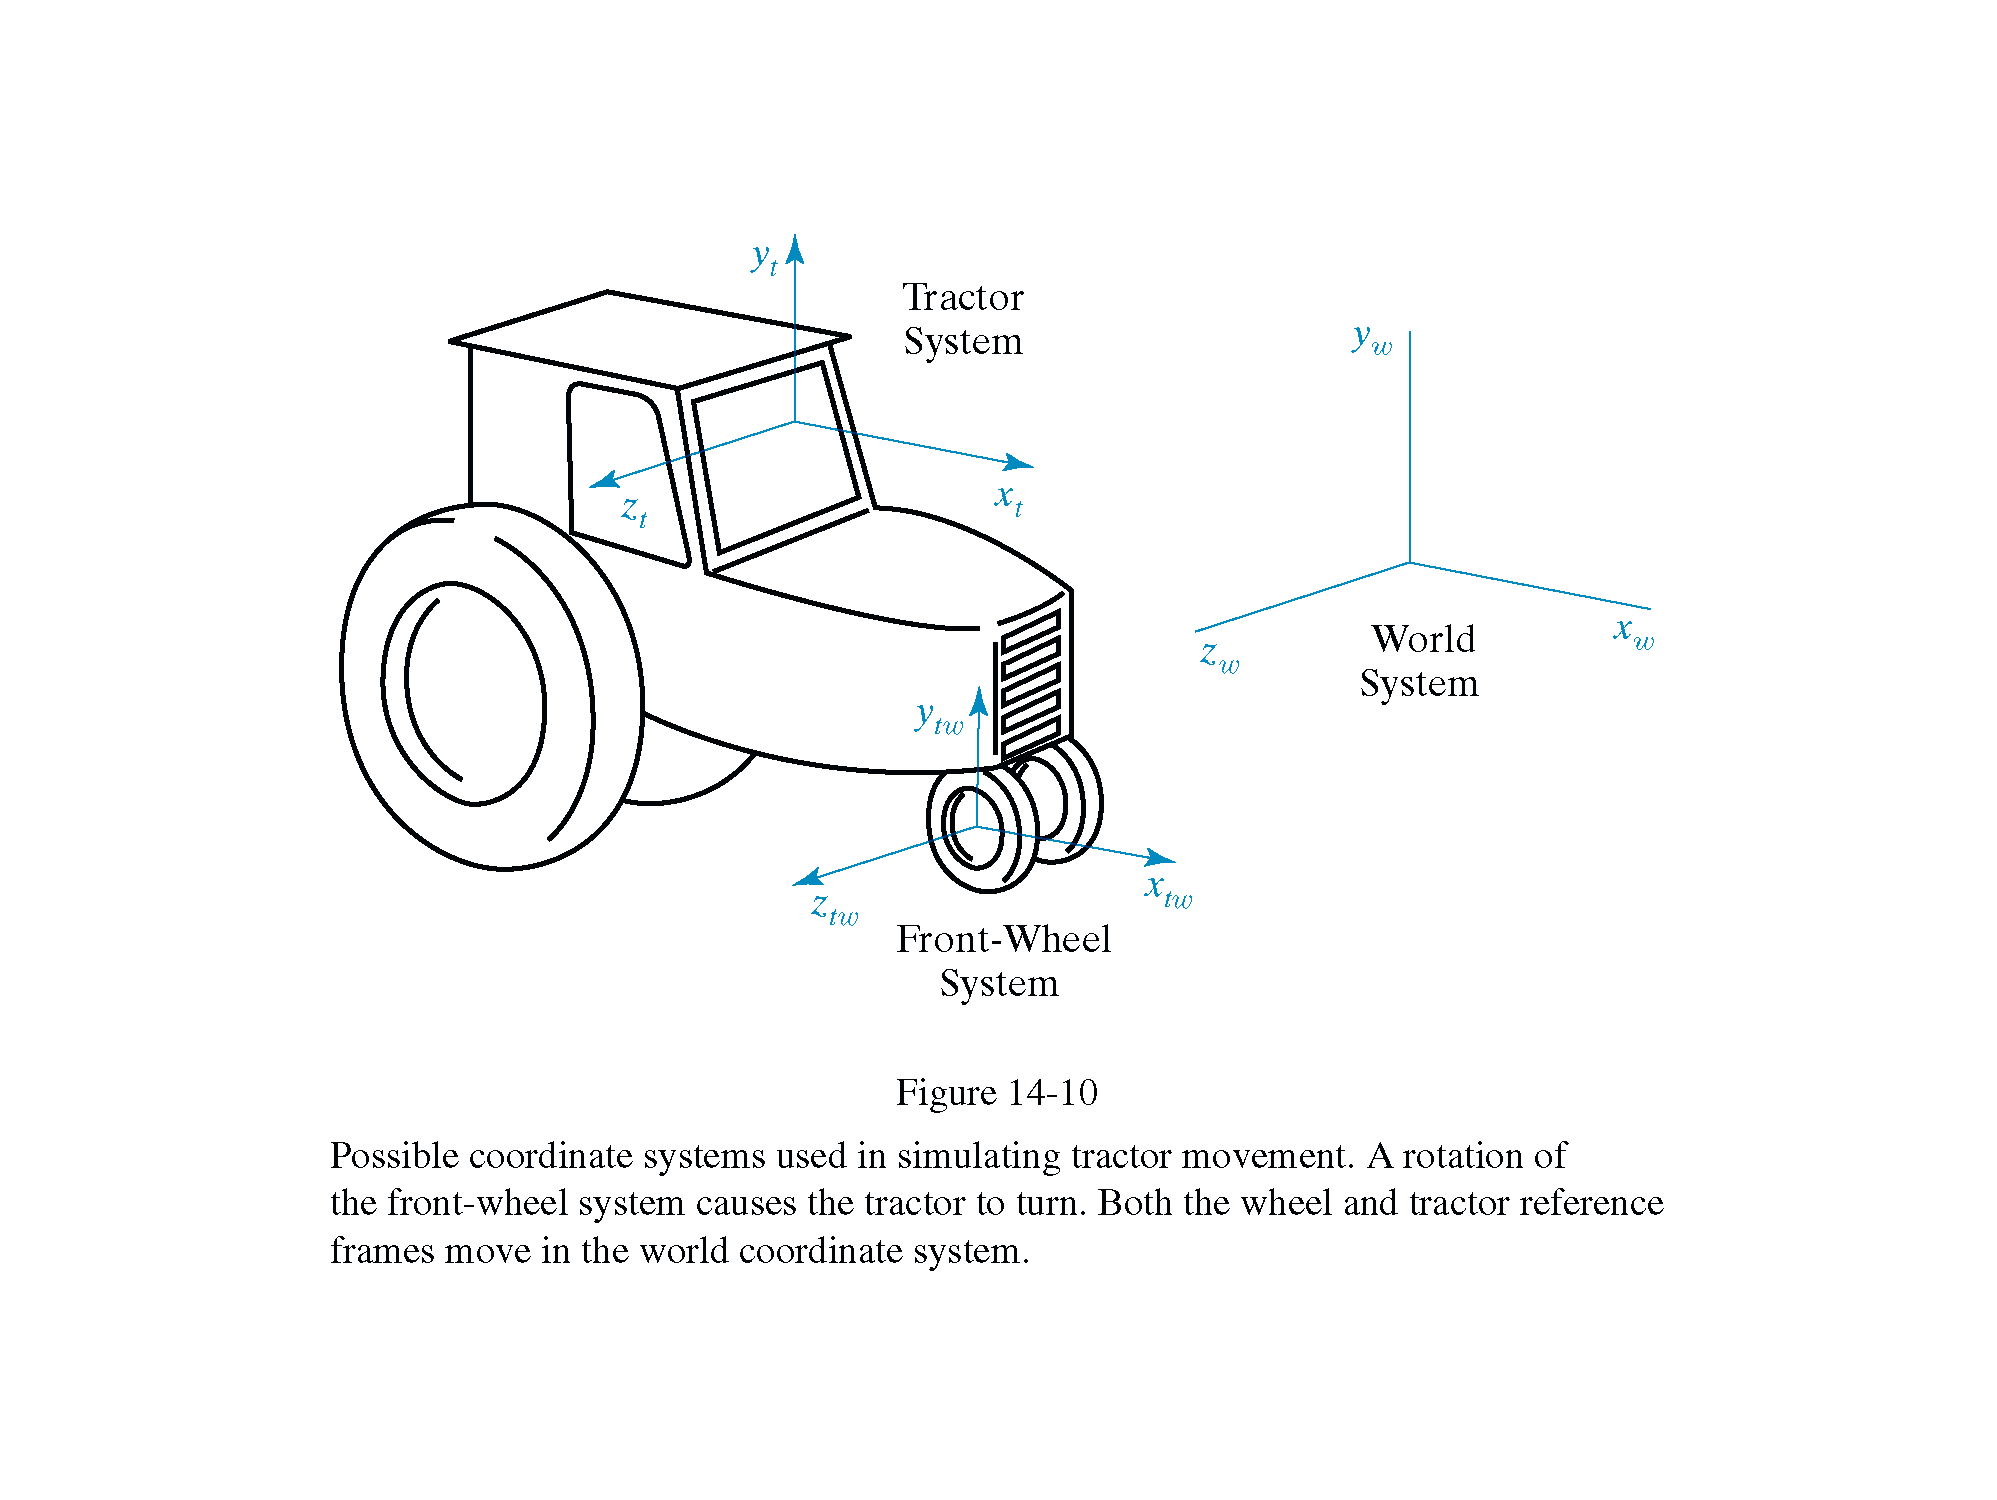 y_t
Tractor
System
y_w
z_t
x_t
World
System
z_w
x_w
y_tw
z_tw
x_tw
Front-Wheel
System
Figure 14-10
Possible coordinate systems used in simulating tractor movement. A rotation of
the front-wheel system causes the tractor to turn. Both the wheel and tractor reference
frames move in the world coordinate system.